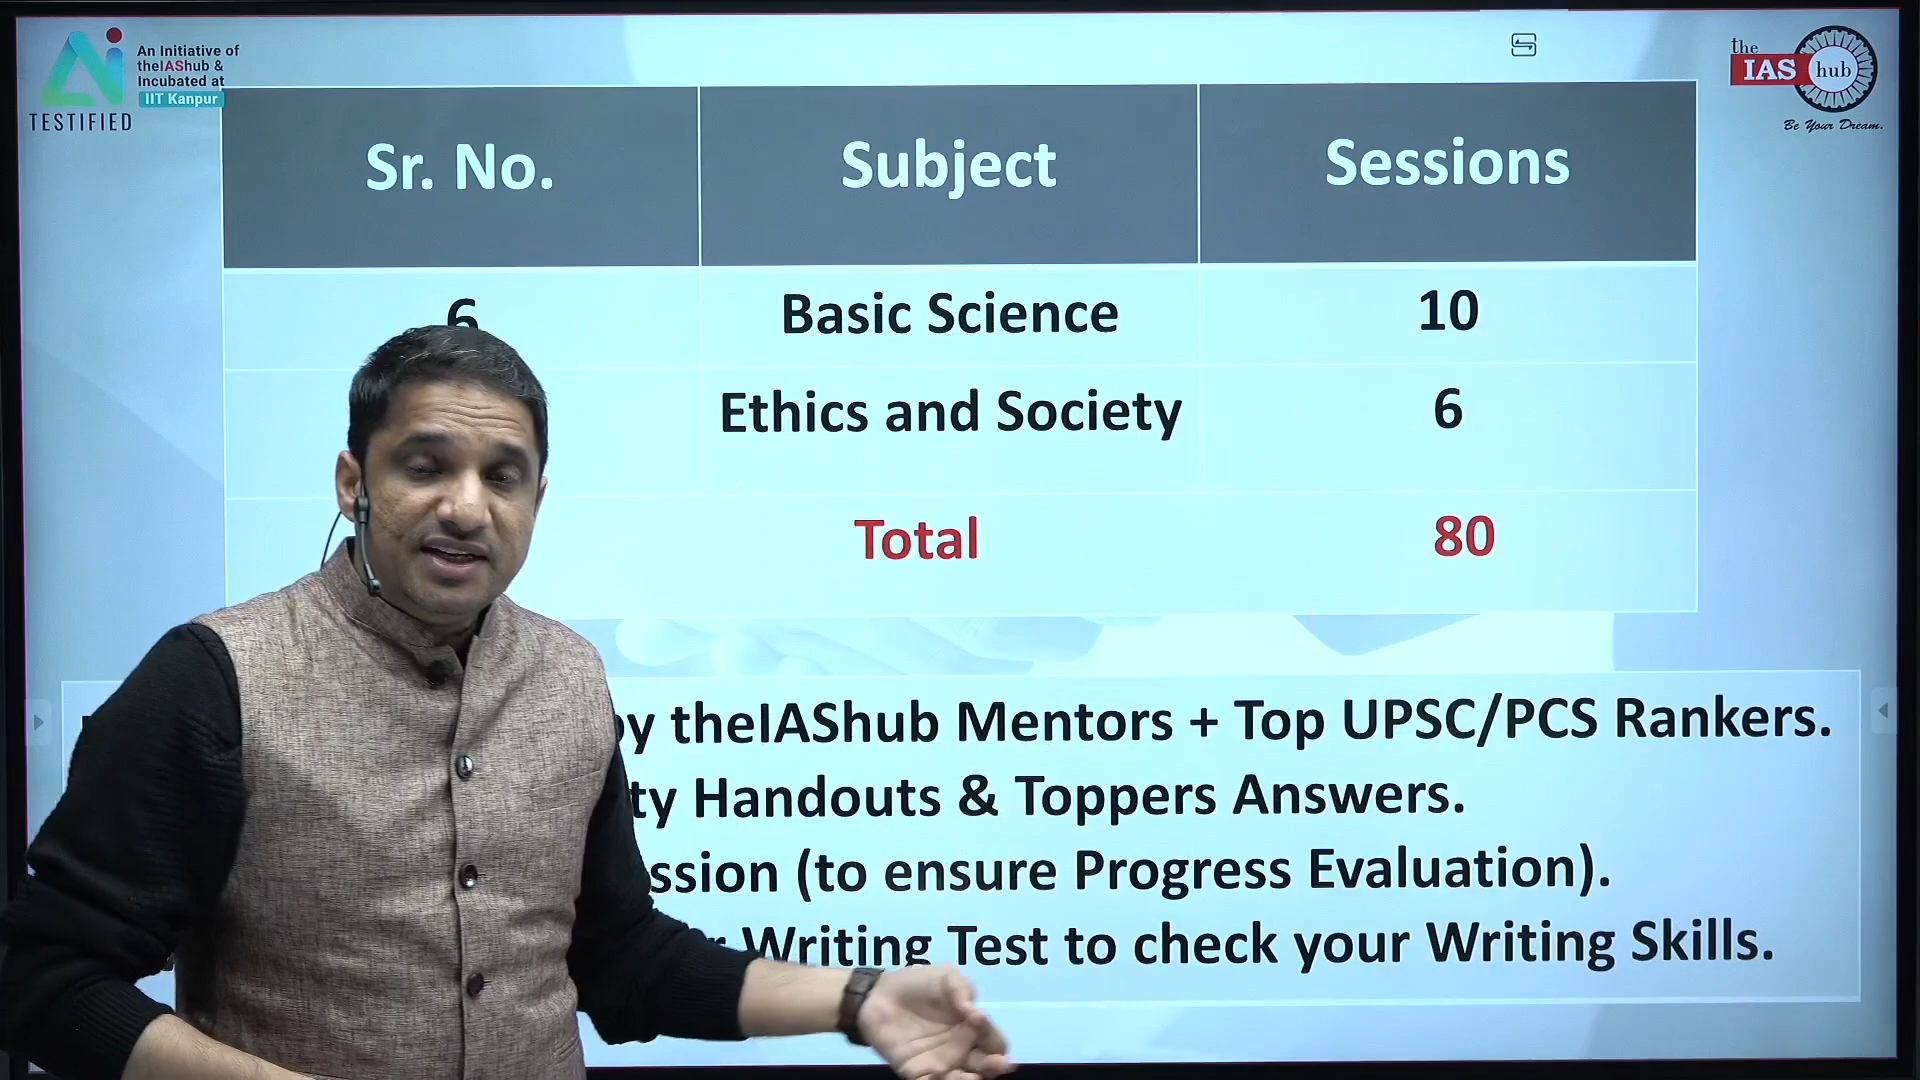 An Initiative of
theIAShub &
Incubated at
IIT Kanpur
TESTIFIED
the
IAS hub
Be Your Dream.
Sr. No. Subject Sessions
6 Basic Science 10
Ethics and Society 6
Total 80
by theIAShub Mentors + Top UPSC/PCS Rankers.
ty Handouts & Toppers Answers.
ssion (to ensure Progress Evaluation).
r Writing Test to check your Writing Skills.